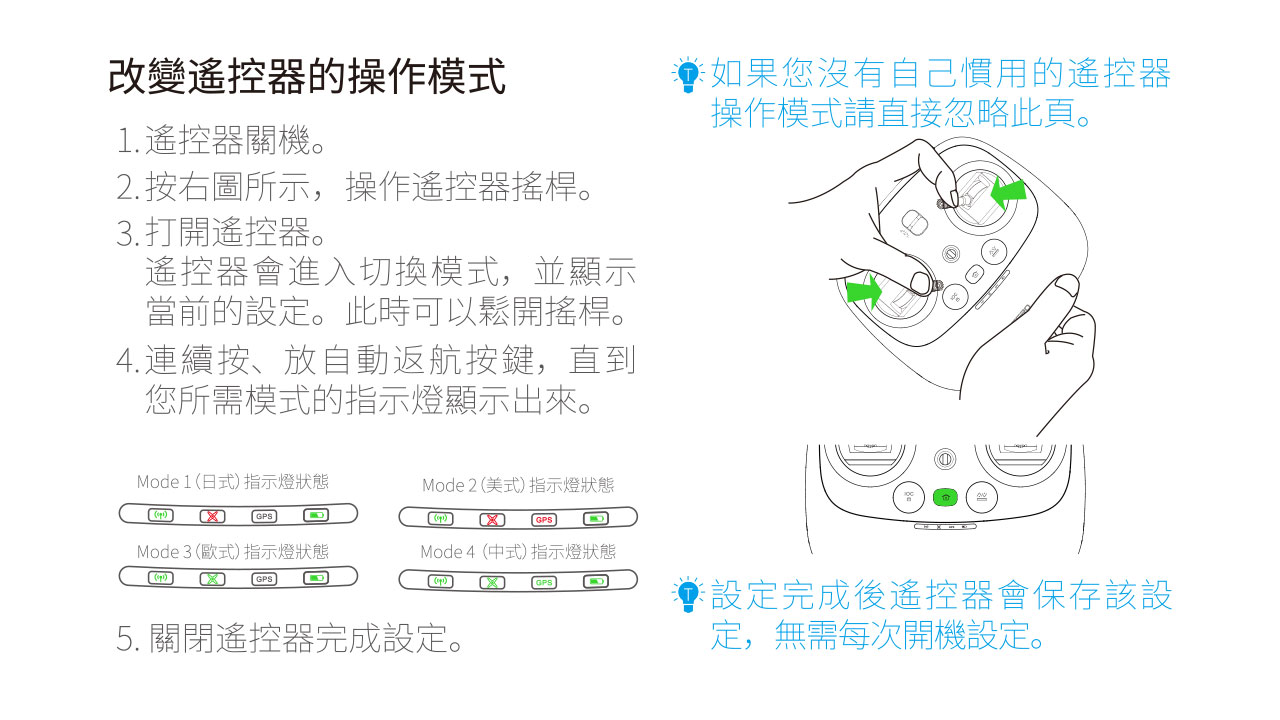 改變遙控器的操作模式
1.遙控器關機。
2.按右圖所示，操作遙控器搖桿。
3.打開遙控器。
遙控器會進入切換模式，並顯示
當前的設定。此時可以鬆開搖桿。
4.連續按、放自動返航按鍵，直到
您所需模式的指示燈顯示出來。
Mode 1（日式）指示燈狀態
GPS
Mode 2（美式）指示燈狀態
GPS
Mode 3（歐式）指示燈狀態
GPS
Mode 4（中式）指示燈狀態
GPS
5. 關閉遙控器完成設定。
如果您沒有自己慣用的遙控器
操作模式請直接忽略此頁。
IOC
設定完成後遙控器會保存該設
定，無需每次開機設定。